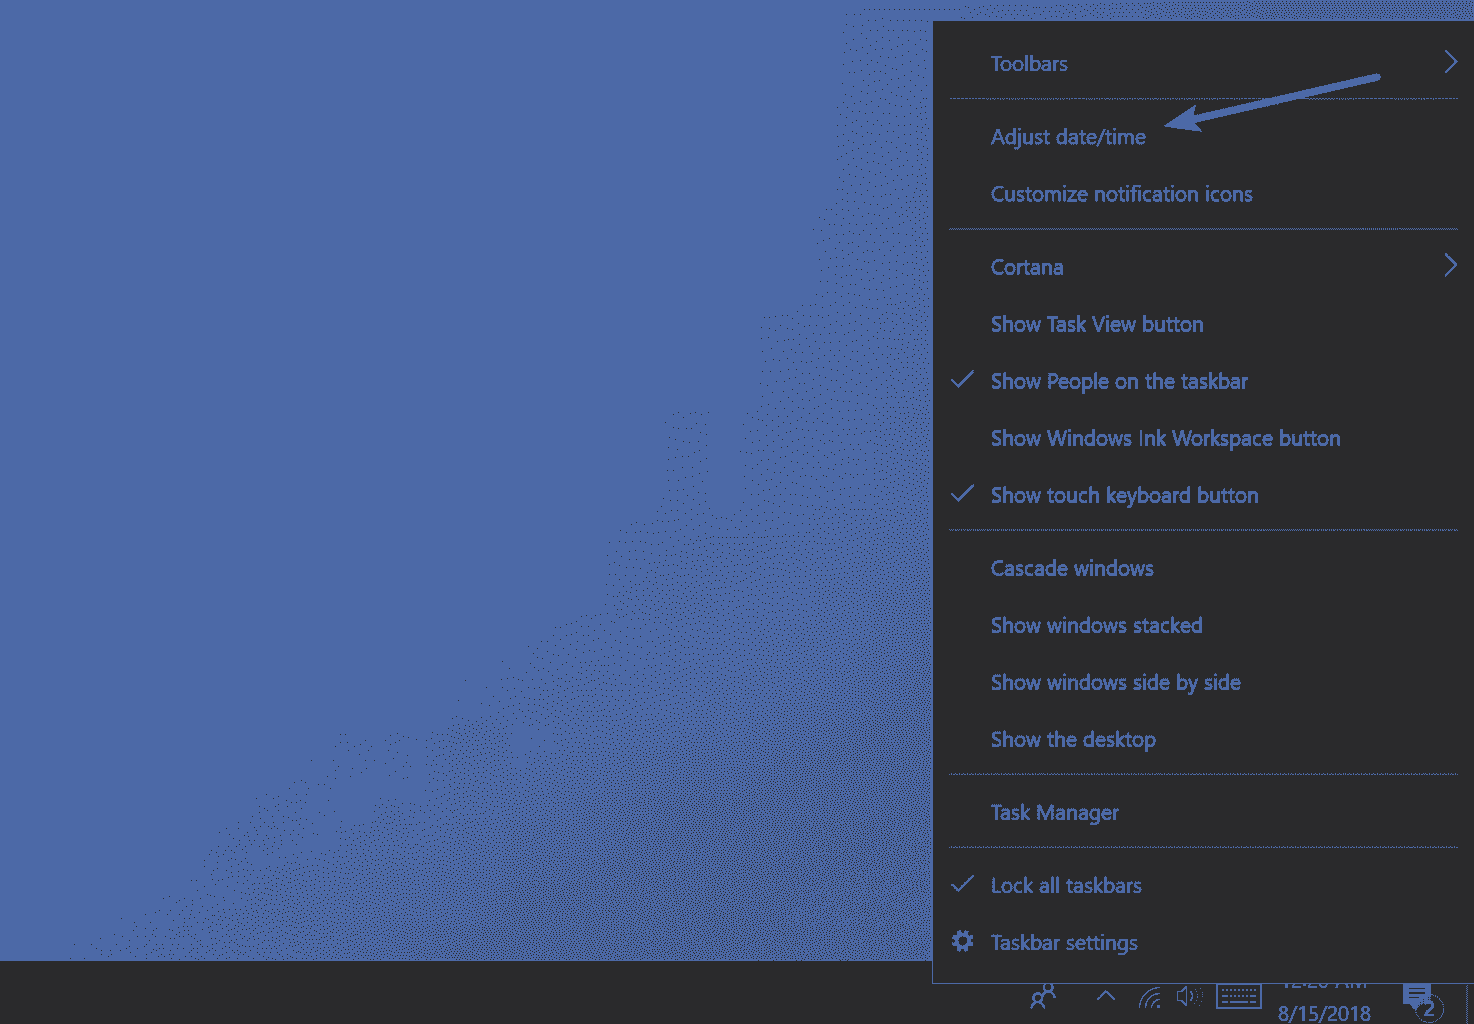 Toolbars
Adjust date/time
Customize notification icons
Cortana
Show Task View button
Show People on the taskbar
Show Windows Ink Workspace button
Show touch keyboard button
Cascade windows
Show windows stacked
Show windows side by side
Show the desktop
Task Manager
Lock all taskbars
Taskbar settings
AM
8/15/2018
2